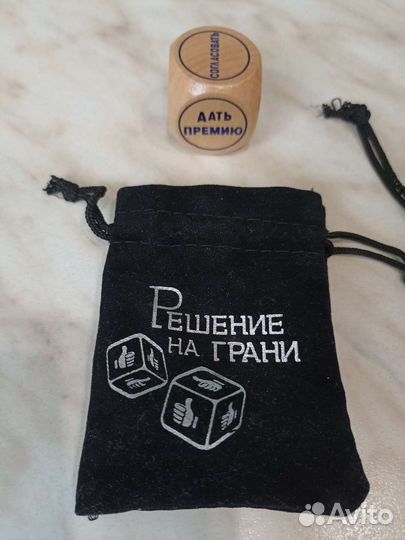 СОГЛАСОВАТЬ
ДАТЬ
ПРЕМИЮ
РЕШЕНИЕ
НА ГРАНИ
Avito